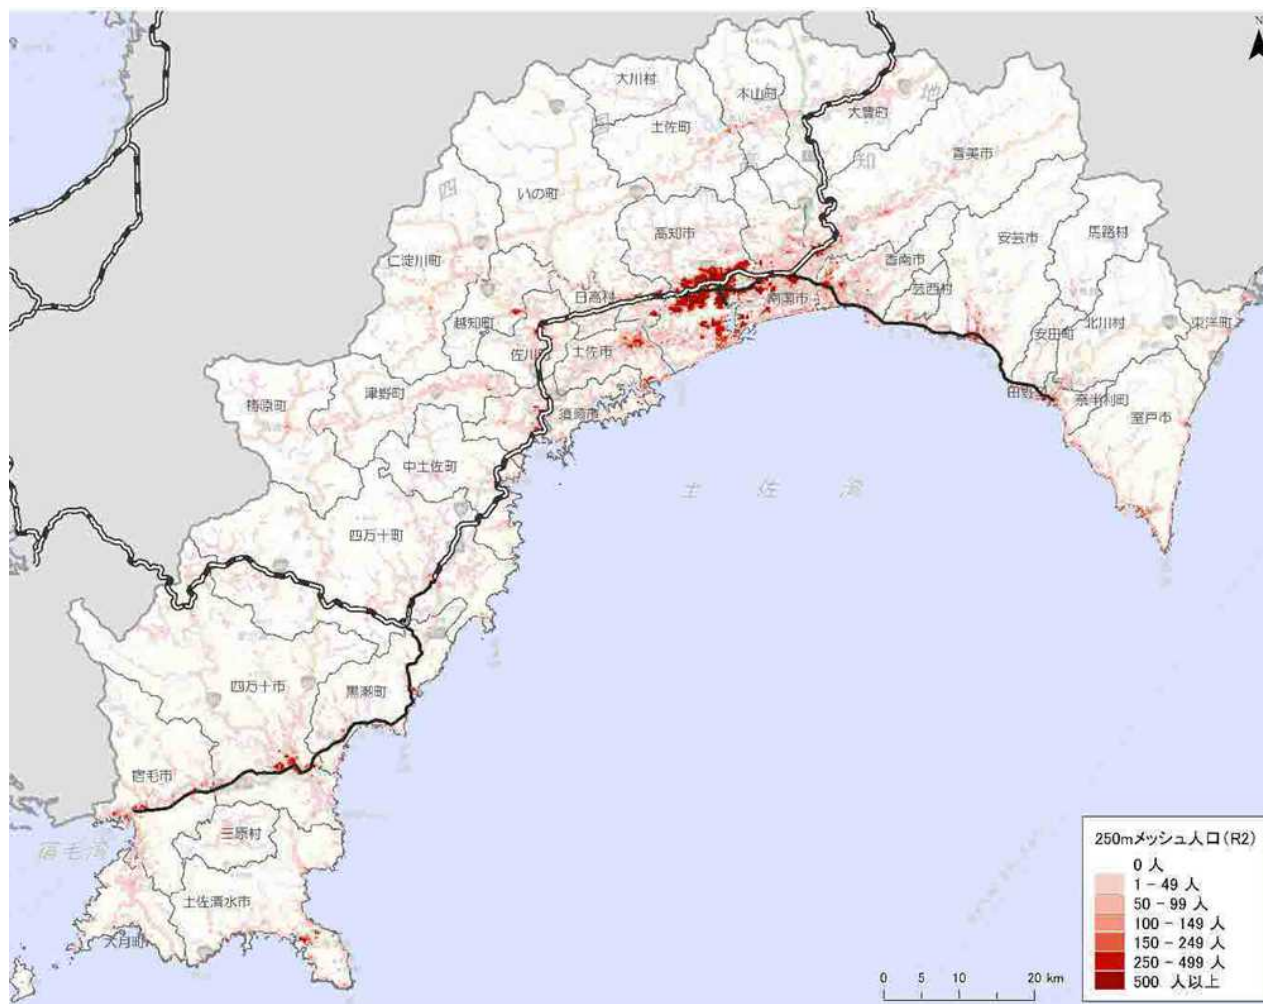 N
大川村
本山町
大豊町
地
土佐町
香美市
高
知
いの町
四
国
高知市
安芸市
馬路村
仁淀川町
香南市
芸西村
日高村
南国市
越知町
北川村
東洋町
安田町
佐川町
土佐市
津野町
田野
奈半利町
梼原町
須崎市
室戸市
中土佐町
土佐湾
四万十町
四万十市
黒潮町
宿毛市
三原村
宿毛湾
土佐清水市
大月町
250mメッシュ人口(R2)
0 人
1 - 49 人
50 - 99 人
100 - 149 人
150 - 249 人
250 - 499 人
500 人以上
0 5 10 20 km